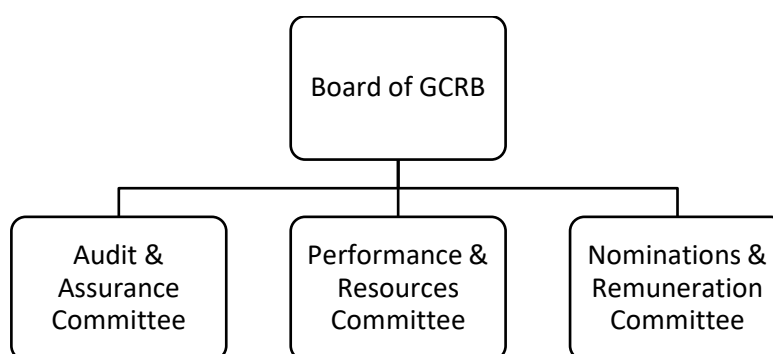 Board of GCRB
Audit &
Assurance
Committee
Performance &
Resources
Committee
Nominations &
Remuneration
Committee